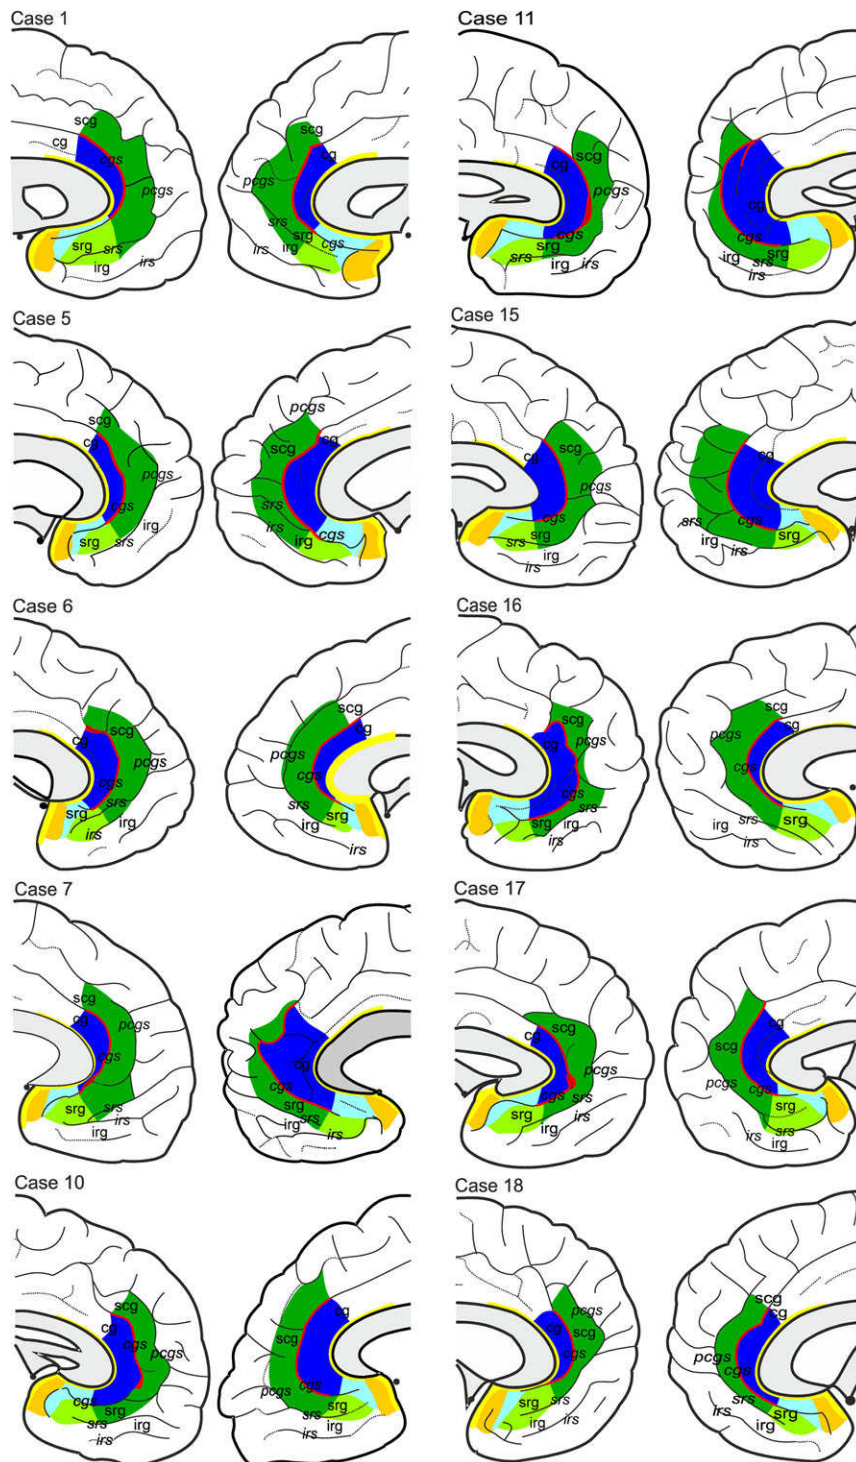 Case 1
scg
cg
cgs
pcgs
srg
srs
irg
irs
scg
cg
pcgs
srs
srg
irs
irg
cgs
Case 11
cg
scg
pcgs
cgs
srg
srs
irg
irs
cg
cgs
irg
srs
srg
irs
Case 5
scg
cg
pcgs
cgs
irg
srg
srs
pcgs
cg
scg
srs
irs
irg
cgs
Case 15
scg
cg
pcgs
cgs
srg
srs
irg
irs
cg
srs
cgs
irg
srg
irs
Case 6
scg
cg
pcgs
cgs
srs
srg
irg
irs
scg
cg
pcgs
cgs
srs
irg
irs
Case 16
scg
cg
pcgs
cgs
srs
srg
irg
irs
scg
cg
pcgs
cgs
srs
srg
irg
irs
Case 7
scg
cg
pcgs
cgs
srg
srs
irs
irg
cg
cgs
srg
srs
irg
irs
Case 17
scg
cg
pcgs
cgs
srs
srg
irs
irg
cg
scg
pcgs
cgs
srg
srs
irs
irg
Case 10
scg
cg
cgs
pcgs
cgs
srg
srs
irg
irs
cg
scg
cgs
pcgs
srs
srg
irs
irg
Case 18
pcgs
cg
scg
cgs
srg
srs
irg
irs
scg
cg
pcgs
cgs
srs
irs
srg
irg